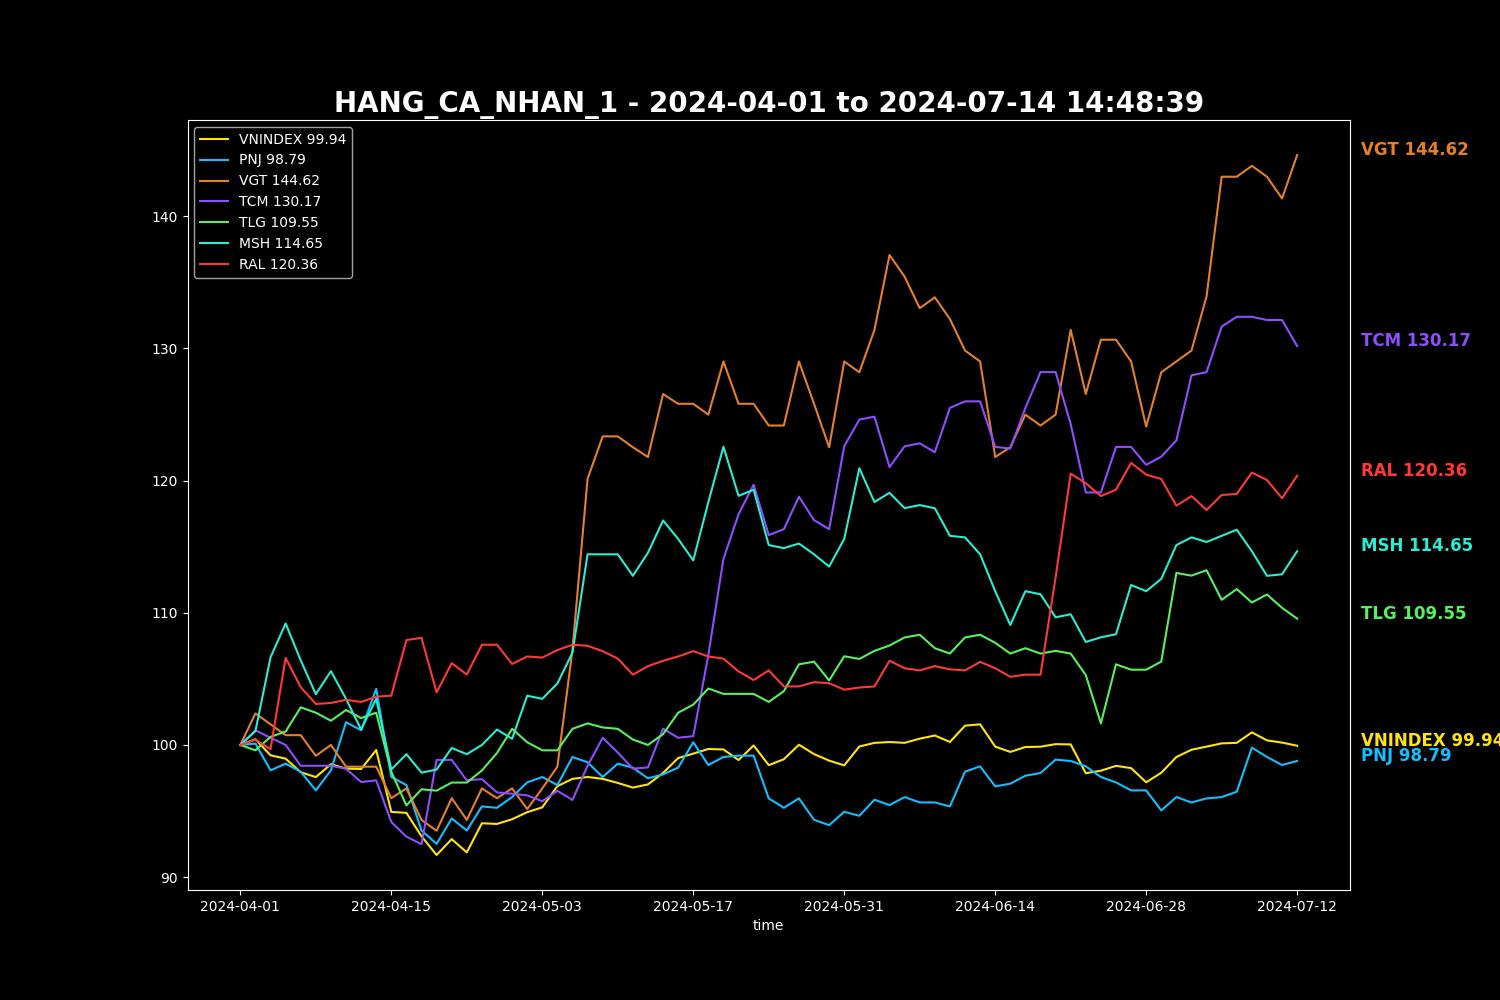 HANG_CA_NHAN_1 - 2024-04-01 to 2024-07-14 14:48:39
VNINDEX 99.94
PNJ 98.79
VGT 144.62
TCM 130.17
TLG 109.55
MSH 114.65
RAL 120.36
140
130
120
110
100
90
VGT 144.62
TCM 130.17
RAL 120.36
MSH 114.65
TLG 109.55
VNINDEX 99.94
PNJ 98.79
2024-04-01 2024-04-15 2024-05-03 2024-05-17 2024-05-31 2024-06-14 2024-06-28 2024-07-12
time